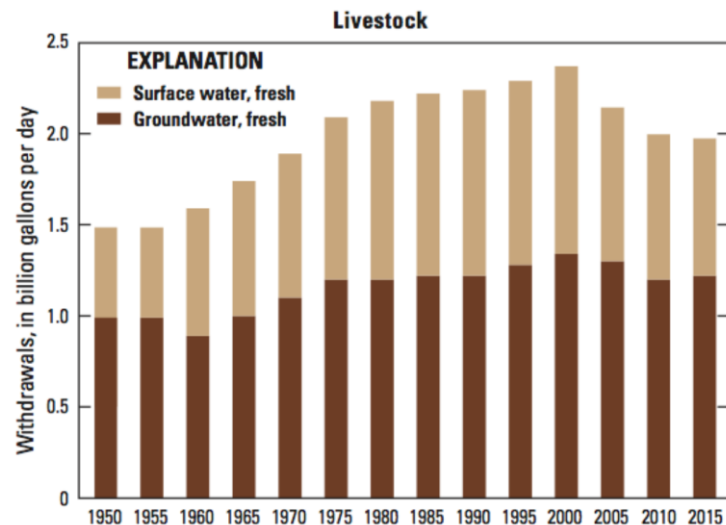 Livestock
2.5
EXPLANATION
Surface water, fresh
Groundwater, fresh
2.0
1.5
1.0
0.5
0
Withdrawals, in billion gallons per day
1950 1955 1960 1965 1970 1975 1980 1985 1990 1995 2000 2005 2010 2015